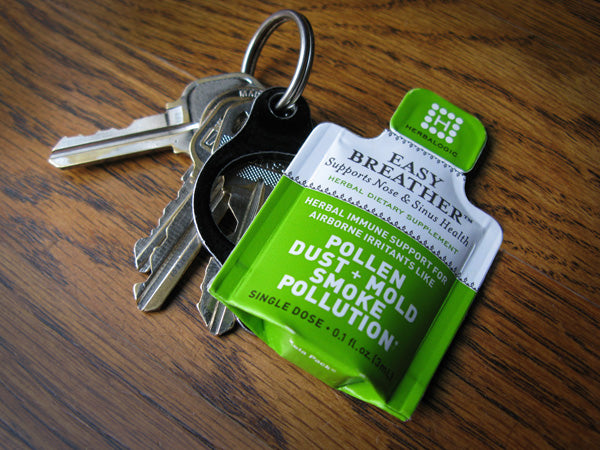 HERBALOGIC
EASY
BREATHER™
Supports Nose & Sinus Health
HERBAL DIETARY SUPPLEMENT
HERBAL IMMUNE SUPPORT FOR
AIRBORNE IRRITANTS LIKE
POLLEN
DUST + MOLD
SMOKE
POLLUTION*
SINGLE DOSE • 0.1 fl. oz. (3mL)